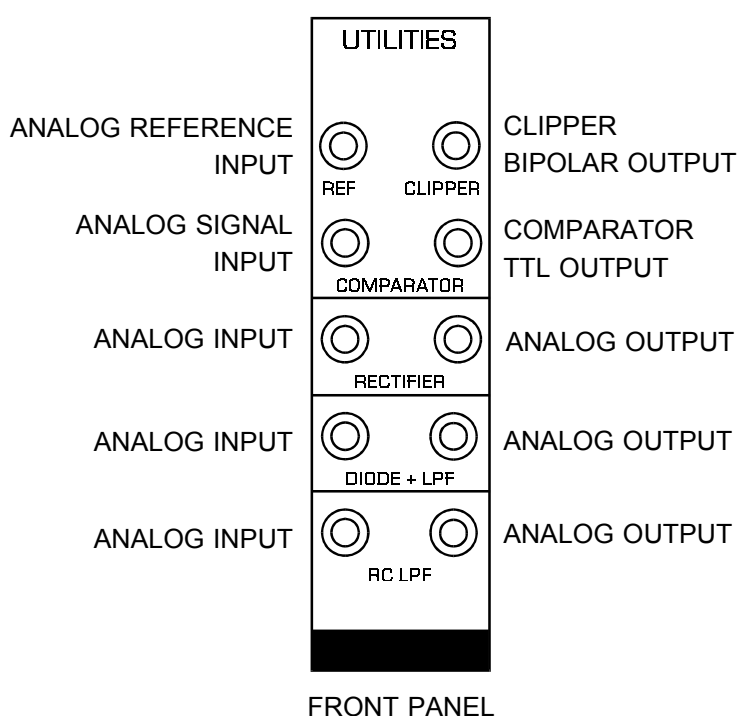 UTILITIES
ANALOG REFERENCE
INPUT
CLIPPER
BIPOLAR OUTPUT
REF
CLIPPER
ANALOG SIGNAL
INPUT
COMPARATOR
TTL OUTPUT
COMPARATOR
ANALOG INPUT
ANALOG OUTPUT
RECTIFIER
ANALOG INPUT
ANALOG OUTPUT
DIODE + LPF
ANALOG INPUT
ANALOG OUTPUT
RC LPF
FRONT PANEL